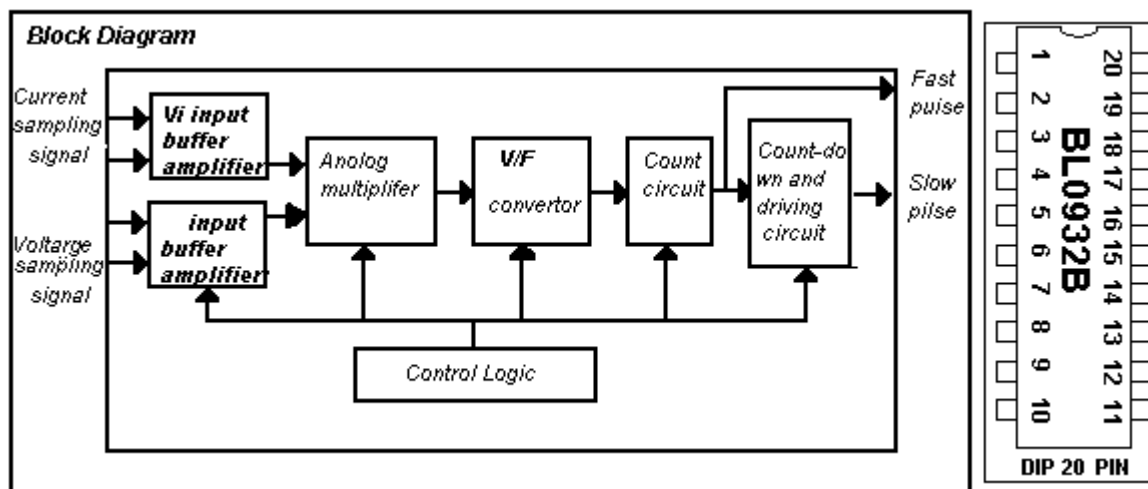 Block Diagram
Current
sampling
signal
Vi input
buffer
amplifier
input
buffer
amplifier
Voltarge
sampling
signal
Anolog
multiplifer
V/F
convertor
Count
circuit
Count-do
wn and
driving
circuit
Fast
puise
Slow
pilse
Control Logic
1
2
3
4
5
6
7
8
9
10
BL0932B
20
19
18
17
16
15
14
13
12
11
DIP 20 PIN